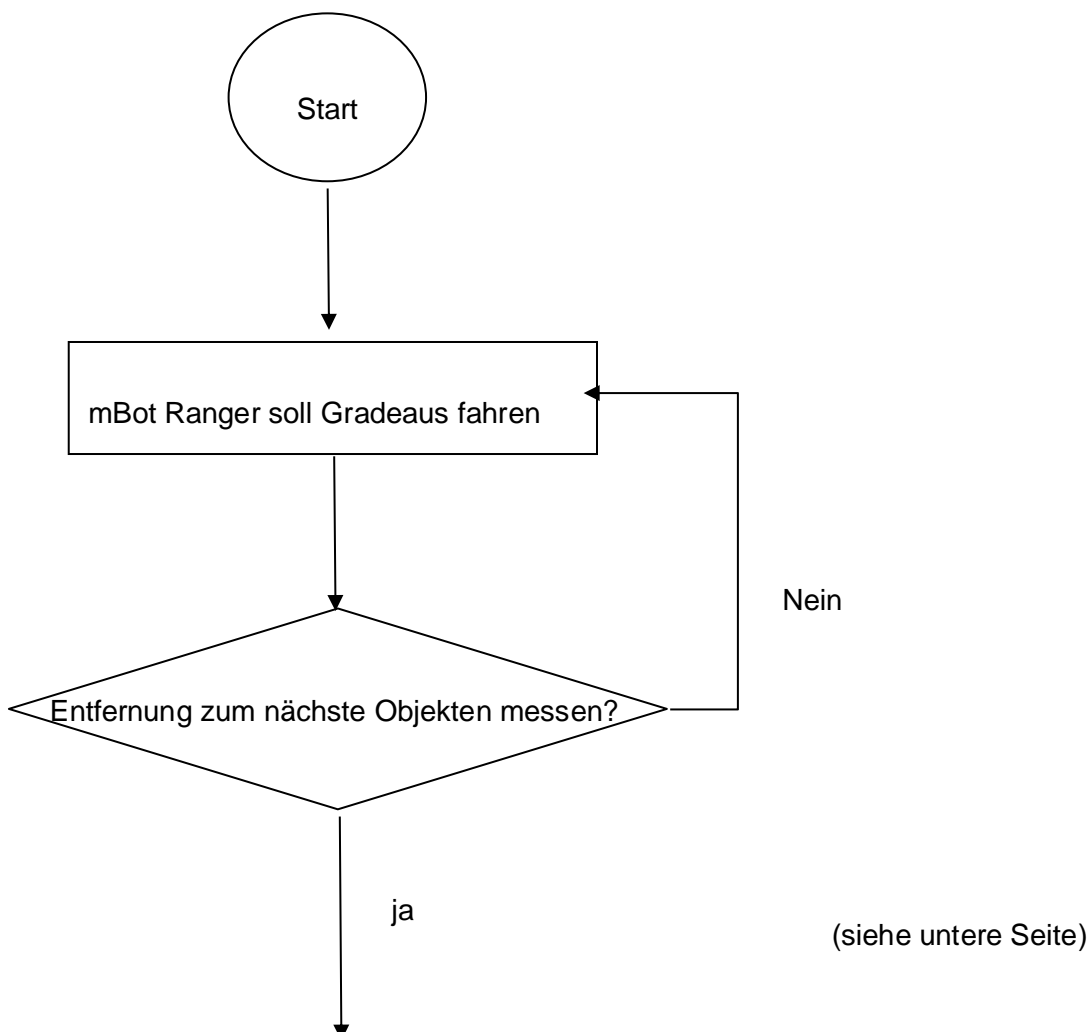 Start
mBot Ranger soll Gradeaus fahren
Nein
Entfernung zum nächste Objekten messen?
ja
(siehe untere Seite)